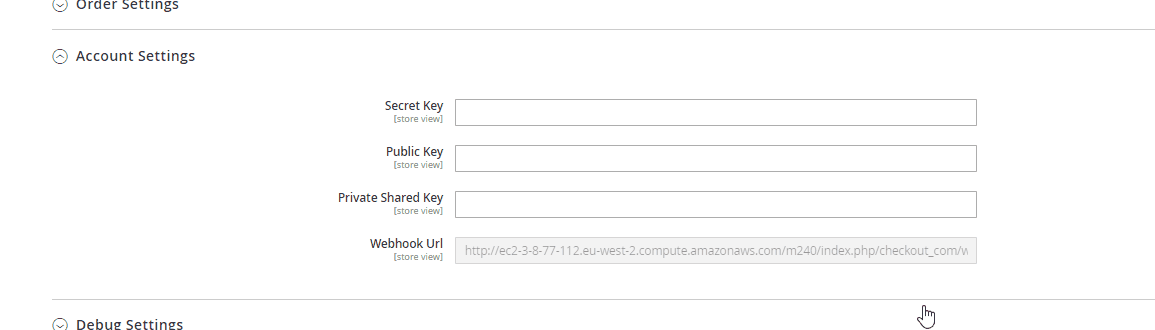 Order Settings
Account Settings
Secret Key
[store view]
Public Key
[store view]
Private Shared Key
[store view]
Webhook Url
[store view]
http://ec2-3-8-77-112.eu-west-2.compute.amazonaws.com/m240/index.php/checkout_com/w
Debug Settings